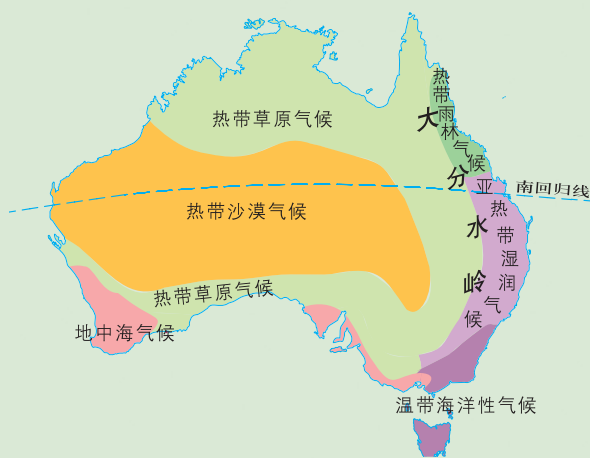 热带雨林气候
大分水岭
热带草原气候
亚热带湿润气候
南回归线
热带沙漠气候
热带草原气候
地中海气候
温带海洋性气候